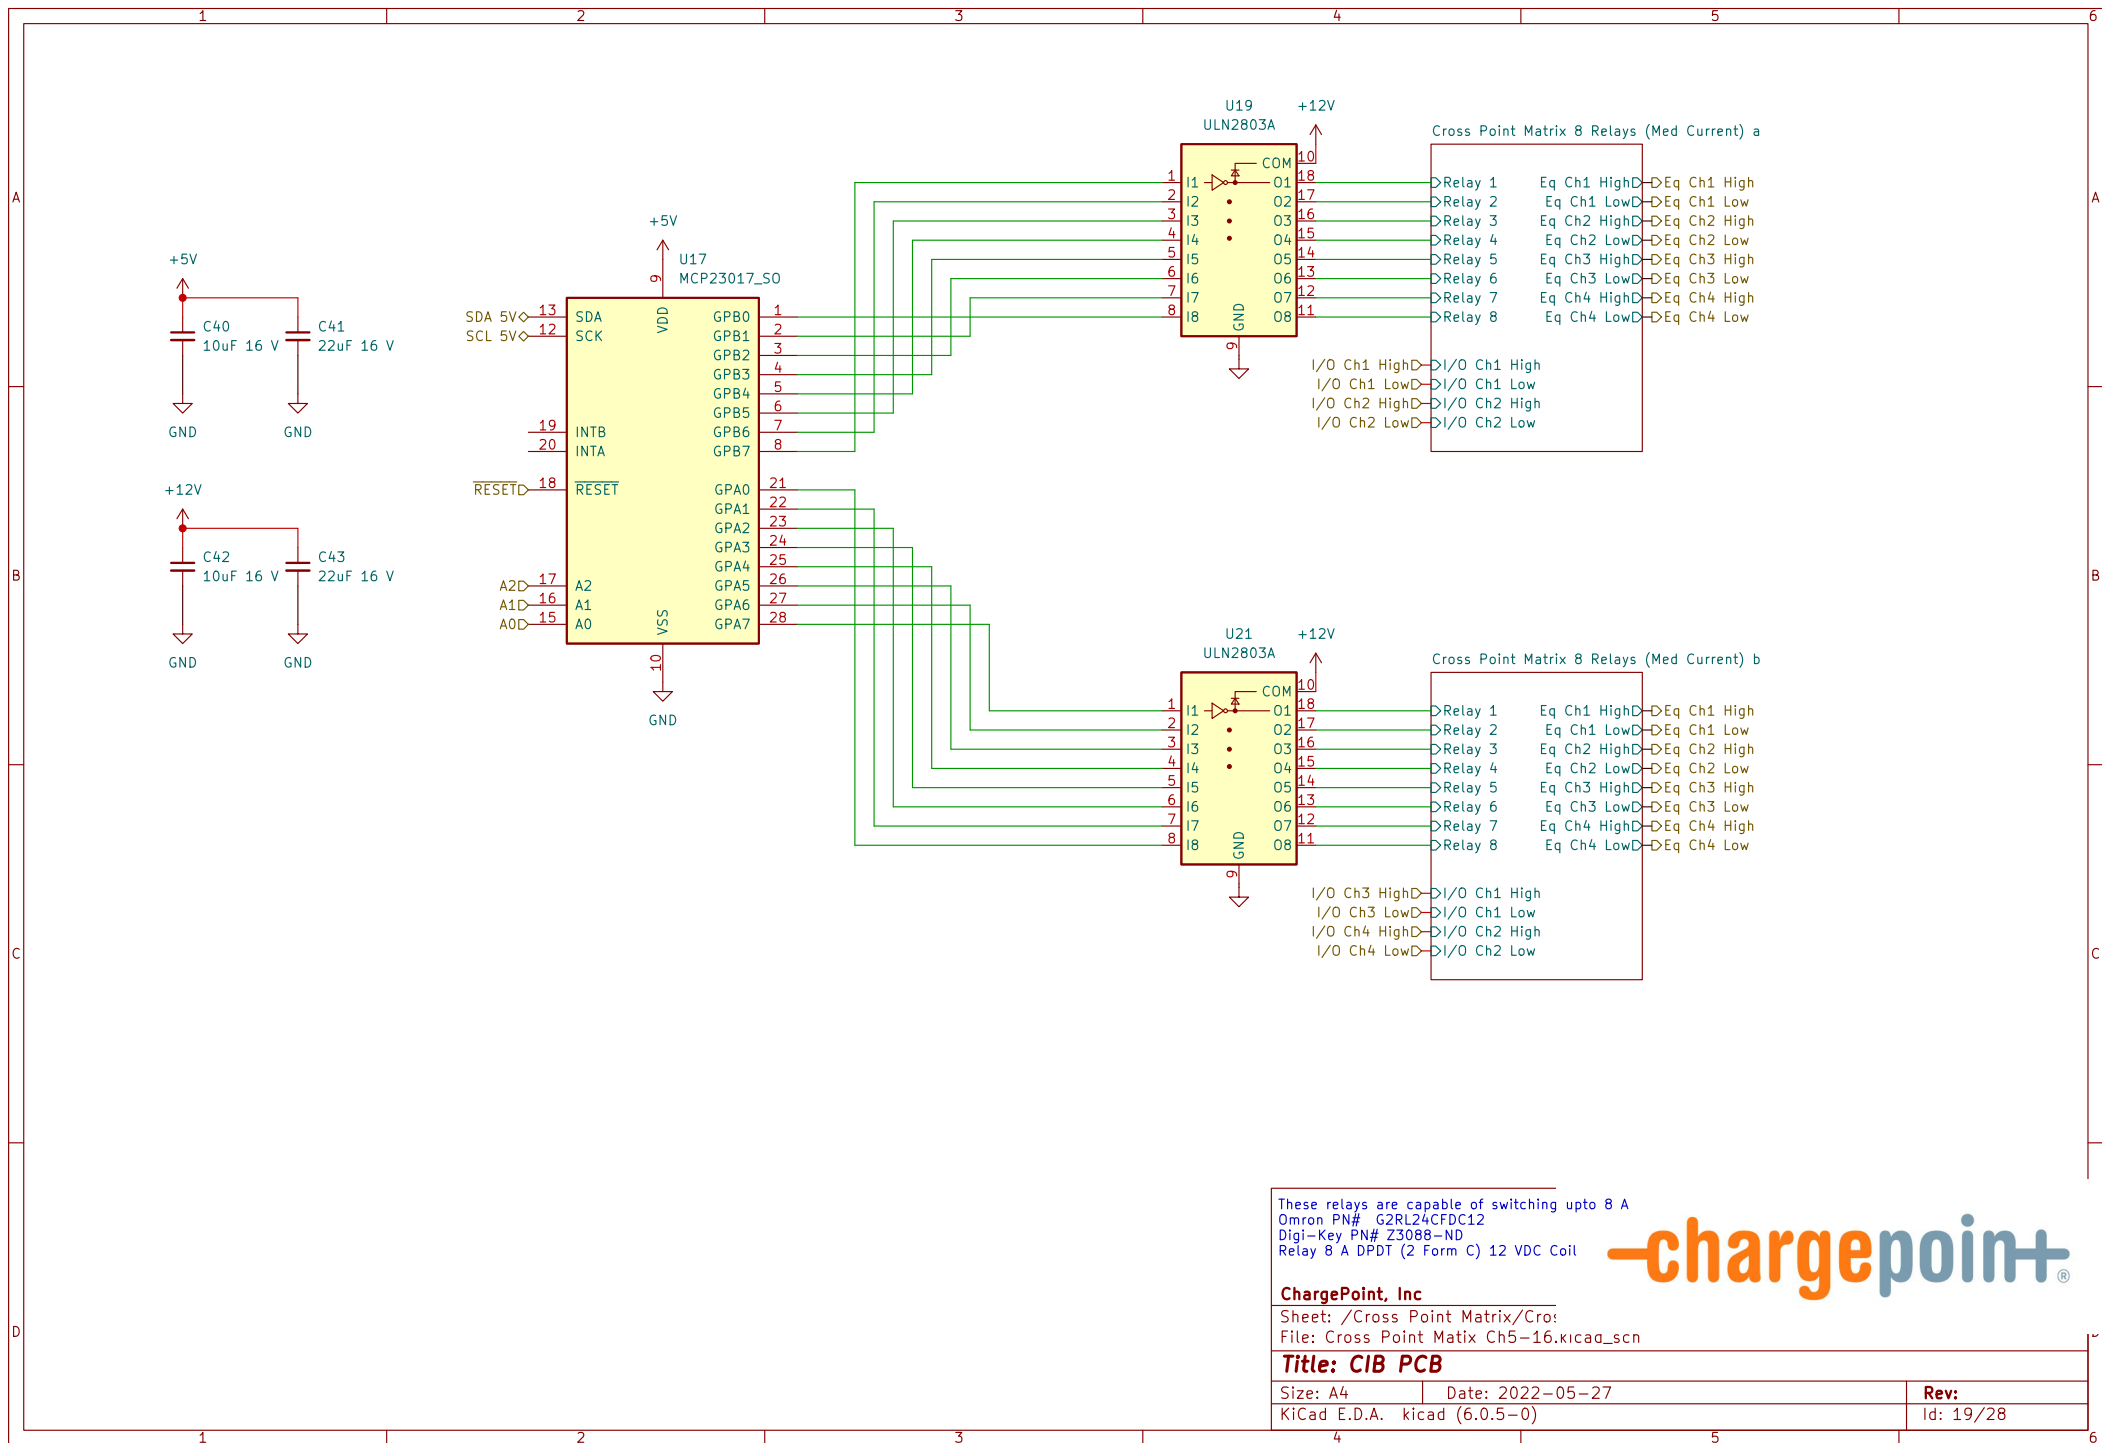 1 2 3 4 5 6
A A
B B
C C
D
1 2 3 4 5 6
+5V
C40
10uF 16 V
C41
22uF 16 V
GND GND
+12V
C42
10uF 16 V
C43
22uF 16 V
GND GND
+5V
U17
MCP23017_SO
9 VDD
SDA 5V 13 SDA
SCL 5V 12 SCK
19 INTB
20 INTA
RESET 18 RESET
A2 17 A2
A1 16 A1
A0 15 A0
VSS 10
GND
GPB0 1
GPB1 2
GPB2 3
GPB3 4
GPB4 5
GPB5 6
GPB6 7
GPB7 8
GPA0 21
GPA1 22
GPA2 23
GPA3 24
GPA4 25
GPA5 26
GPA6 27
GPA7 28
U19
ULN2803A
+12V
COM 10
1 I1 O1 18
2 I2 O2 17
3 I3 O3 16
4 I4 O4 15
5 I5 O5 14
6 I6 O6 13
7 I7 O7 12
8 I8 O8 11
GND 9
Cross Point Matrix 8 Relays (Med Current) a
Relay 1 Eq Ch1 High Eq Ch1 High
Relay 2 Eq Ch1 Low Eq Ch1 Low
Relay 3 Eq Ch2 High Eq Ch2 High
Relay 4 Eq Ch2 Low Eq Ch2 Low
Relay 5 Eq Ch3 High Eq Ch3 High
Relay 6 Eq Ch3 Low Eq Ch3 Low
Relay 7 Eq Ch4 High Eq Ch4 High
Relay 8 Eq Ch4 Low Eq Ch4 Low
I/O Ch1 High I/O Ch1 High
I/O Ch1 Low I/O Ch1 Low
I/O Ch2 High I/O Ch2 High
I/O Ch2 Low I/O Ch2 Low
U21
ULN2803A
+12V
COM 10
1 I1 O1 18
2 I2 O2 17
3 I3 O3 16
4 I4 O4 15
5 I5 O5 14
6 I6 O6 13
7 I7 O7 12
8 I8 O8 11
GND 9
Cross Point Matrix 8 Relays (Med Current) b
Relay 1 Eq Ch1 High Eq Ch1 High
Relay 2 Eq Ch1 Low Eq Ch1 Low
Relay 3 Eq Ch2 High Eq Ch2 High
Relay 4 Eq Ch2 Low Eq Ch2 Low
Relay 5 Eq Ch3 High Eq Ch3 High
Relay 6 Eq Ch3 Low Eq Ch3 Low
Relay 7 Eq Ch4 High Eq Ch4 High
Relay 8 Eq Ch4 Low Eq Ch4 Low
I/O Ch3 High I/O Ch1 High
I/O Ch3 Low I/O Ch1 Low
I/O Ch4 High I/O Ch2 High
I/O Ch4 Low I/O Ch2 Low
These relays are capable of switching upto 8 A
Omron PN# G2RL24CFDC12
Digi-Key PN# Z3088-ND
Relay 8 A DPDT (2 Form C) 12 VDC Coil
chargepoint®
ChargePoint, Inc
Sheet: /Cross Point Matrix/Cros
File: Cross Point Matix Ch5-16.kicad_sch
Title: CIB PCB
Size: A4 Date: 2022-05-27 Rev:
KiCad E.D.A. kicad (6.0.5-0) Id: 19/28